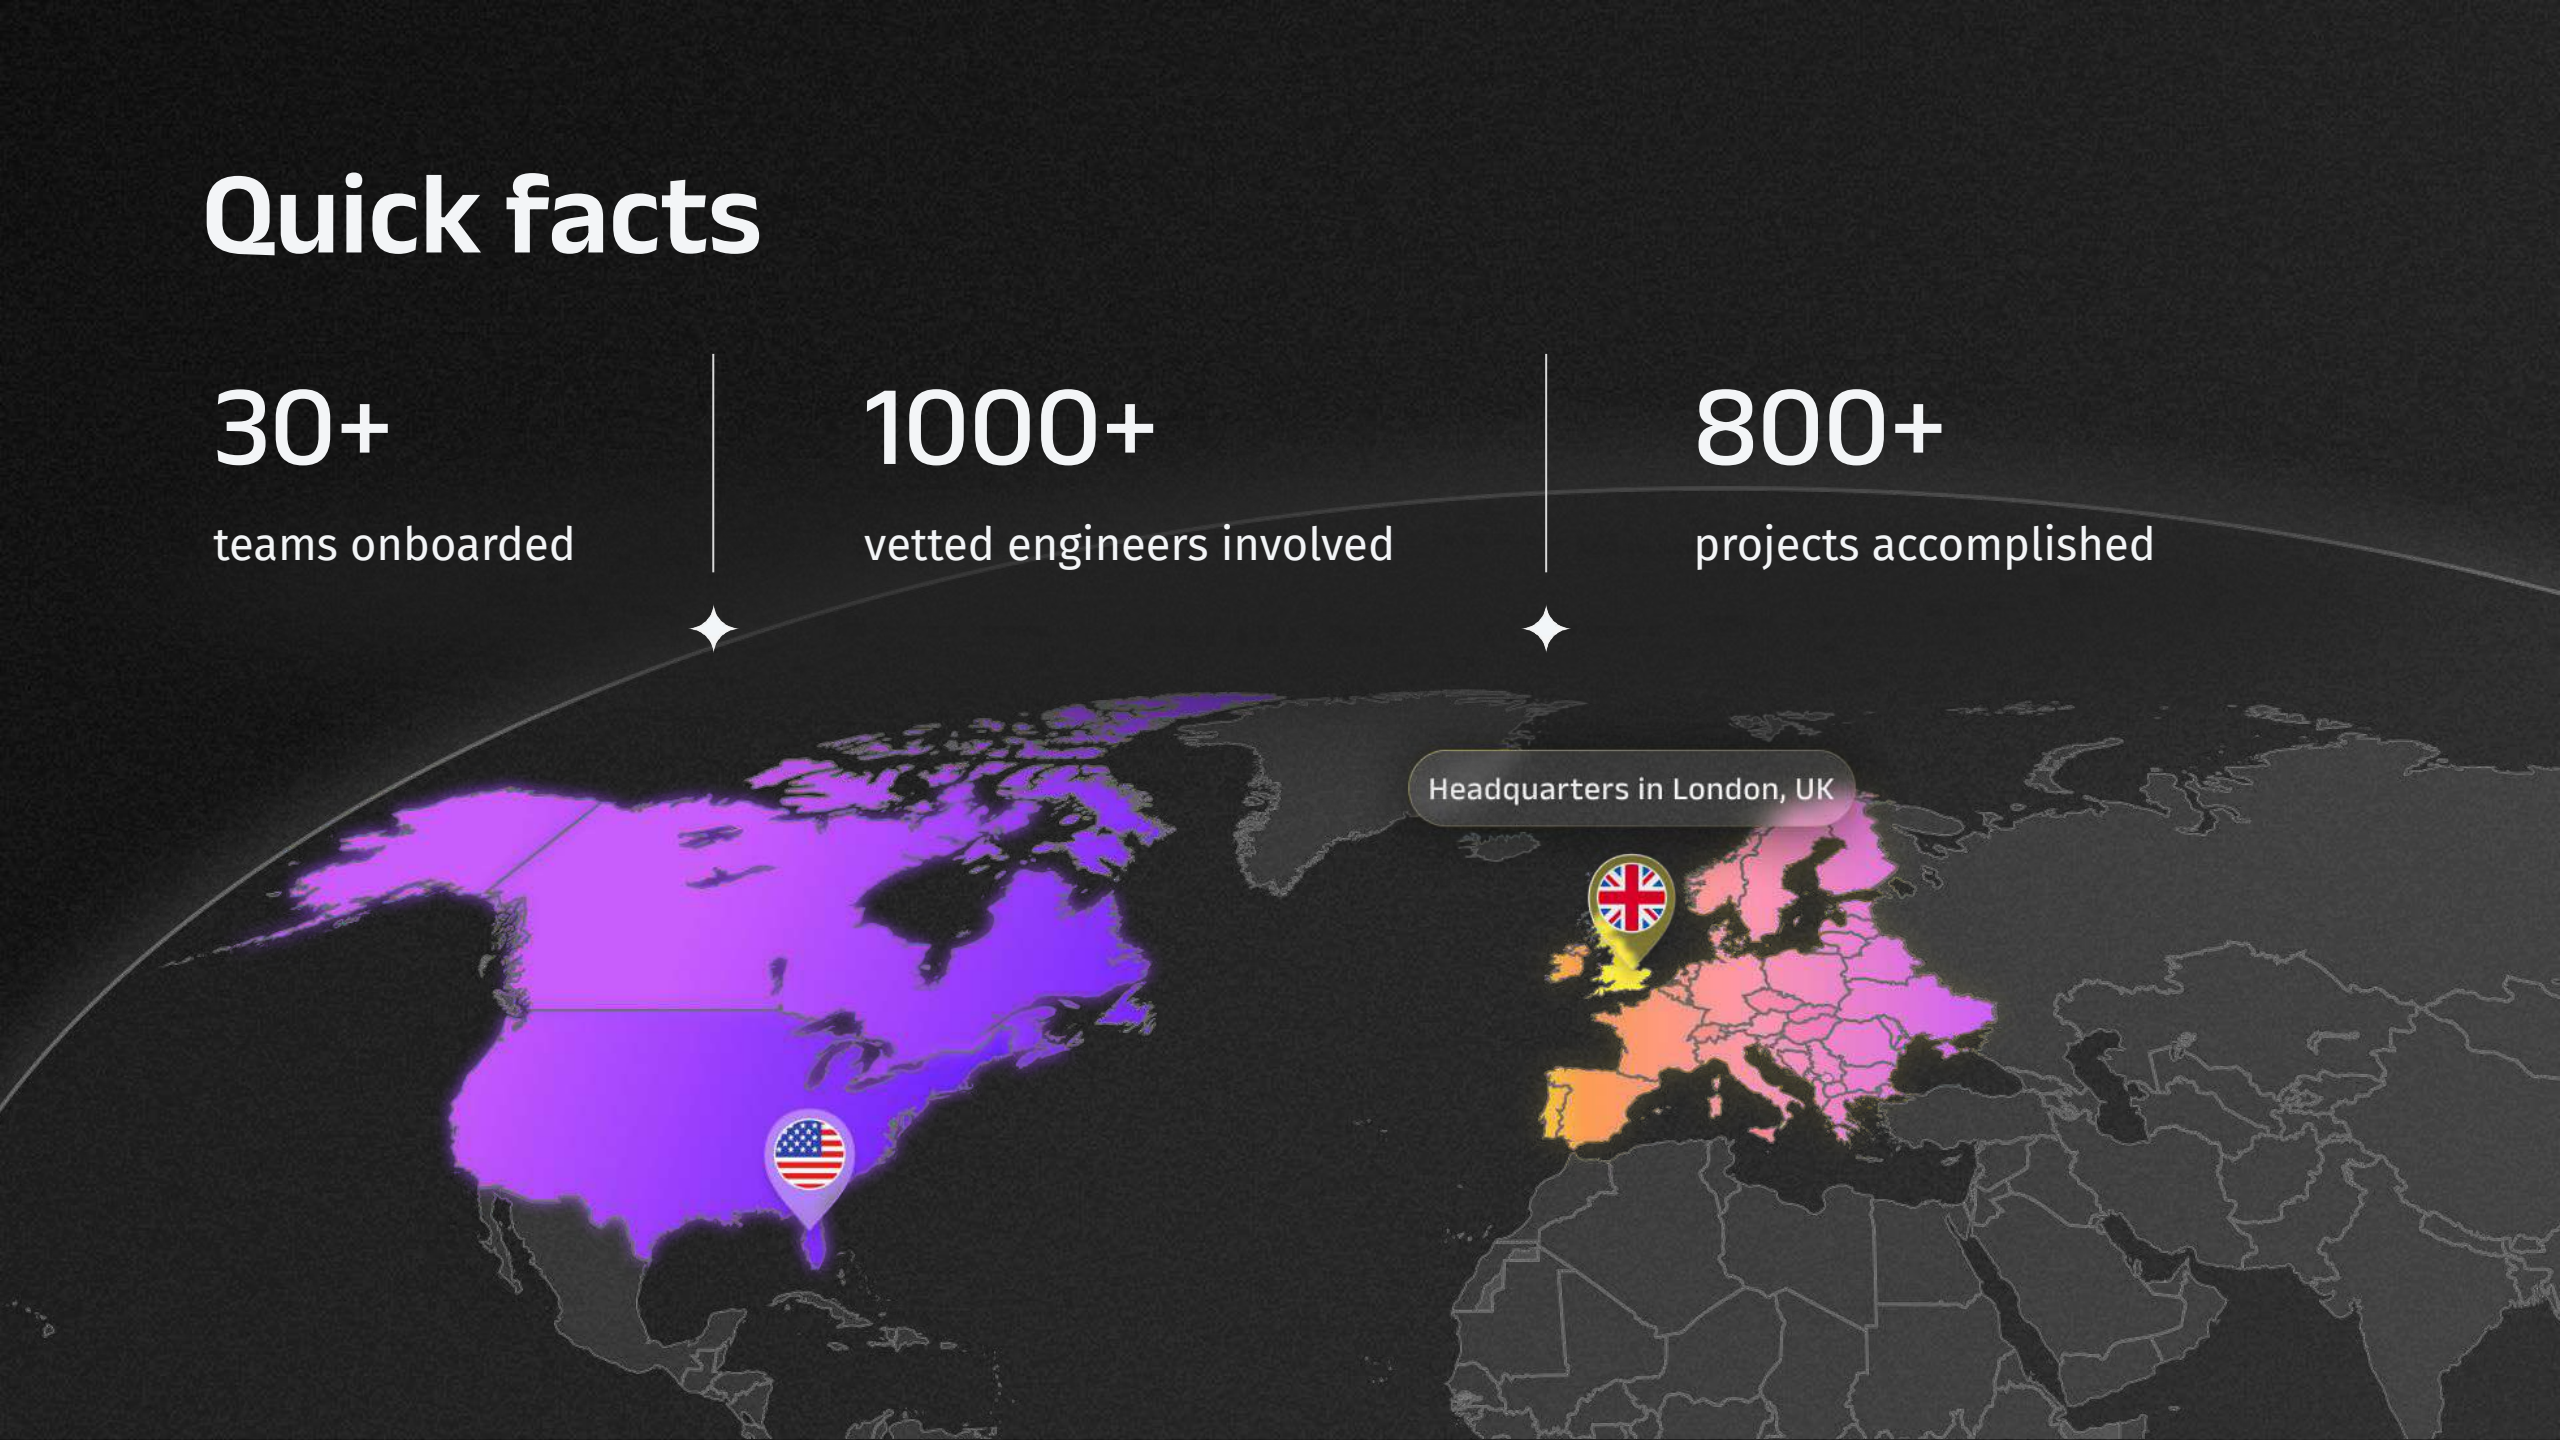 Quick facts
30+
teams onboarded
1000+
vetted engineers involved
800+
projects accomplished
Headquarters in London, UK